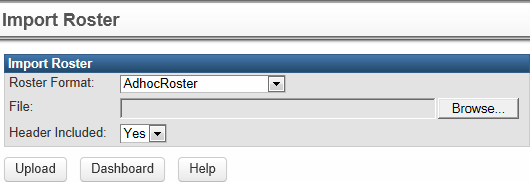 Import Roster
Import Roster
Roster Format: AdhocRoster
File: Browse...
Header Included: Yes
Upload Dashboard Help